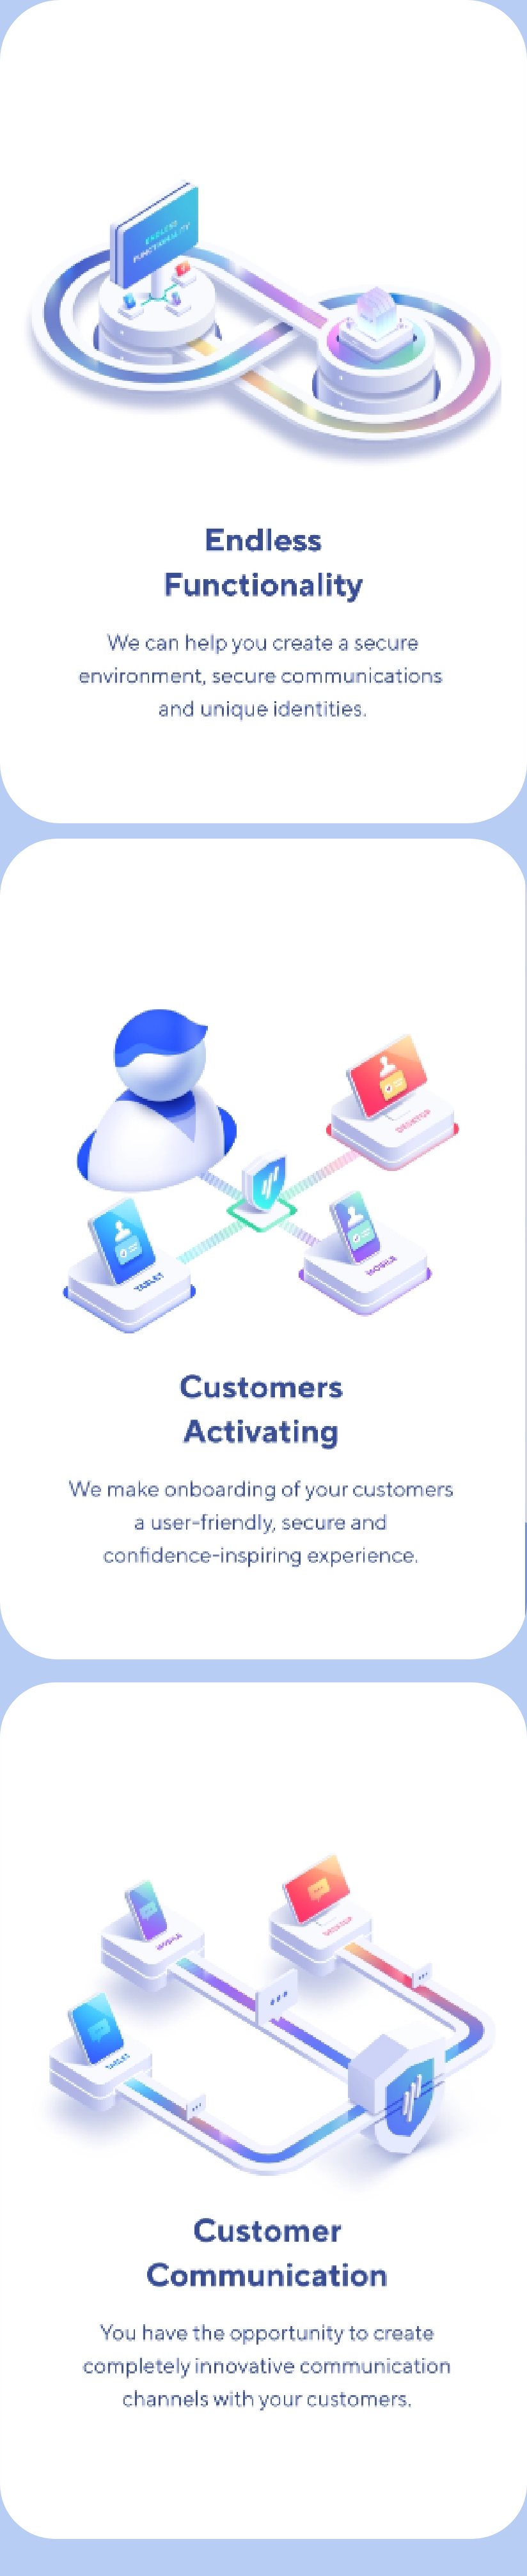 ENDLESS
FUNCTIONALITY
Endless
Functionality
We can help you create a secure
environment, secure communications
and unique identities.
DESKTOP
TABLET
MOBILE
Customers
Activating
We make onboarding of your customers
a user-friendly, secure and
confidence-inspiring experience.
MOBILE
DESKTOP
TABLET
Customer
Communication
You have the opportunity to create
completely innovative communication
channels with your customers.